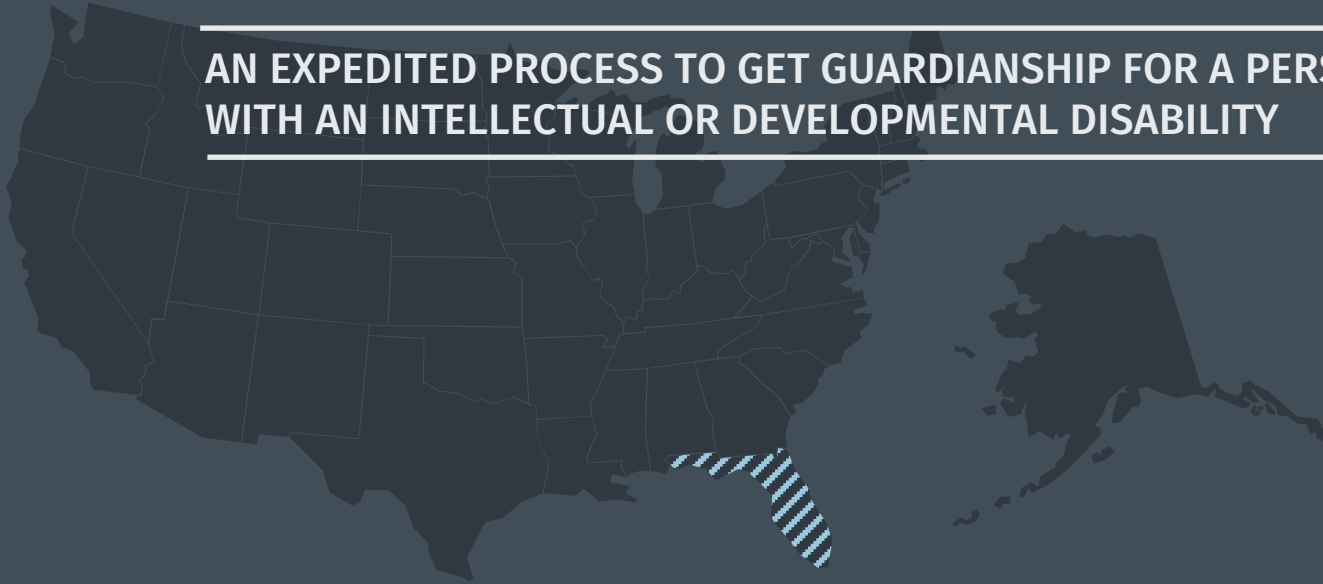 AN EXPEDITED PROCESS TO GET GUARDIANSHIP FOR A PERS
WITH AN INTELLECTUAL OR DEVELOPMENTAL DISABILITY